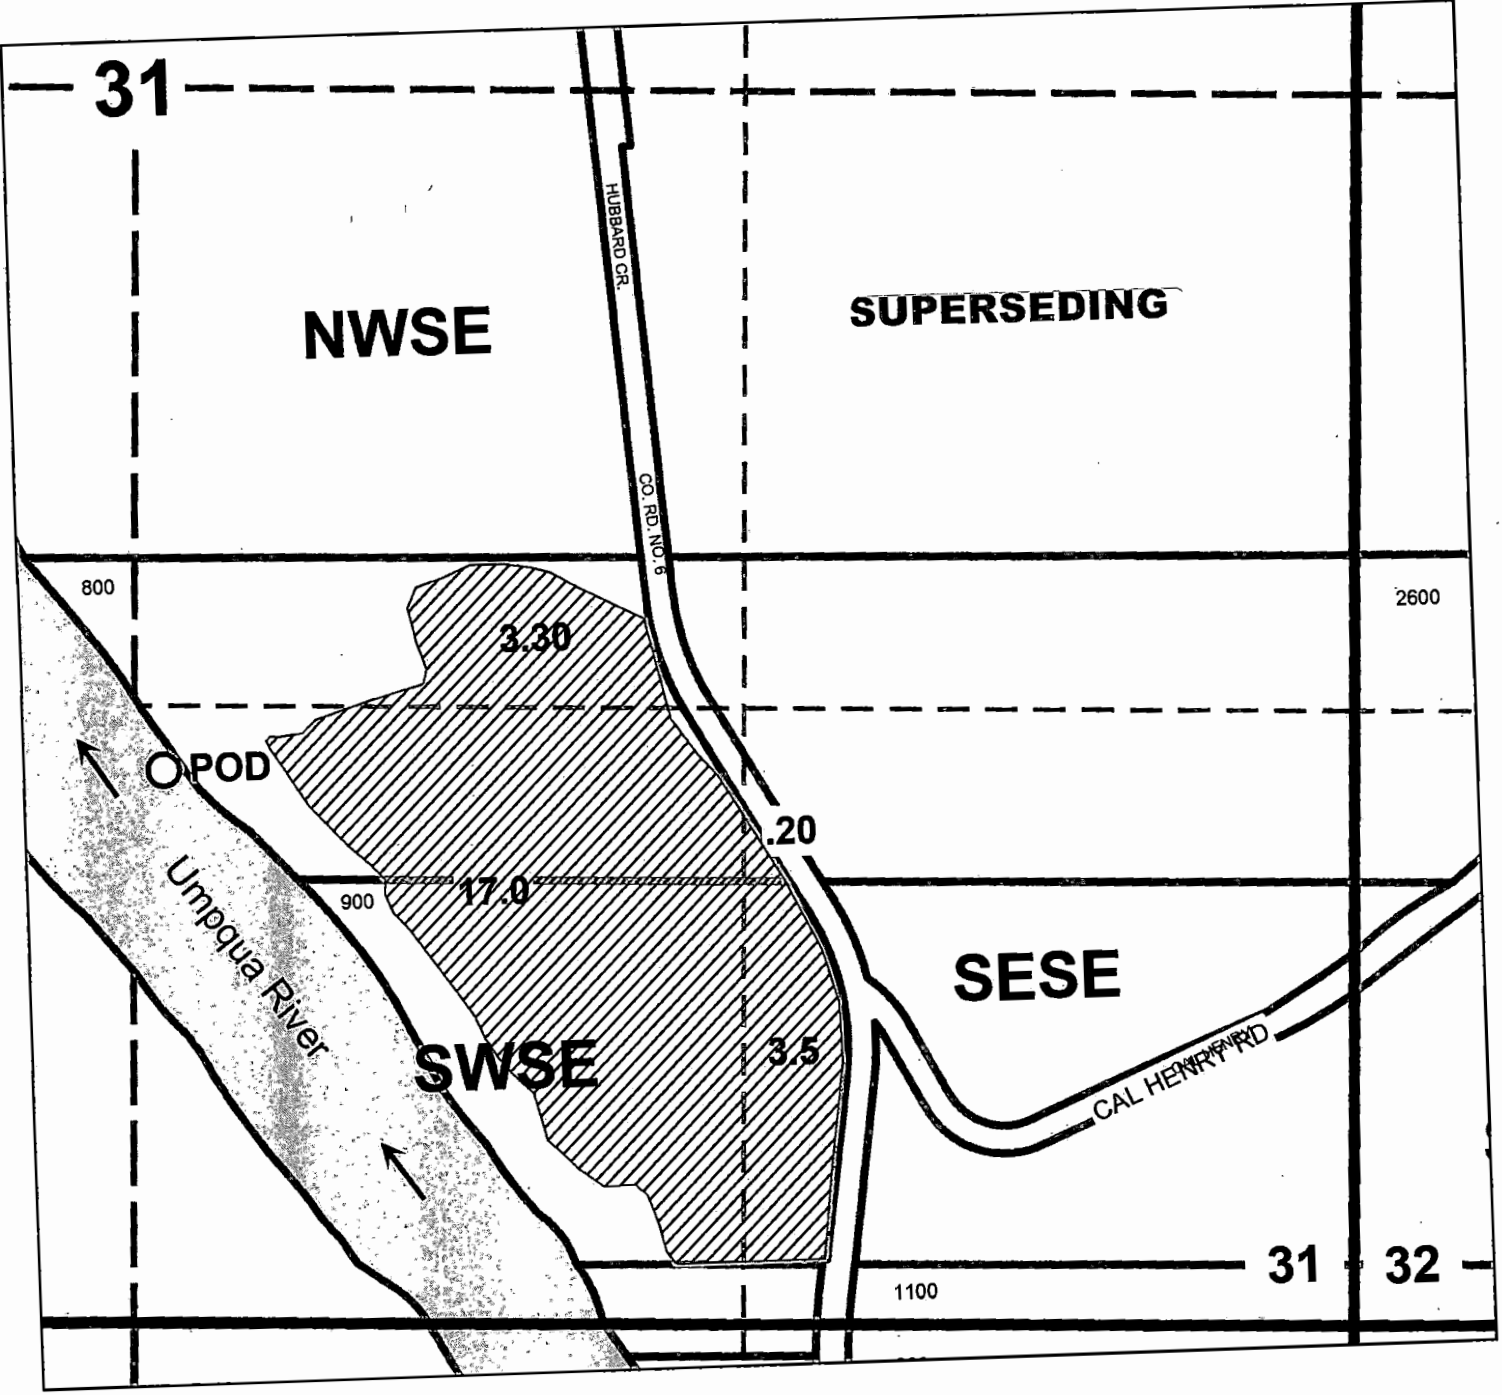 31
HUBBARD CR.
NWSE
SUPERSEDING
CO. RD. NO. 6
800
2600
3.30
POD
.20
17.0
900
Umpqua River
SESE
SWSE
3.5
CAL HENRY RD
31
32
1100